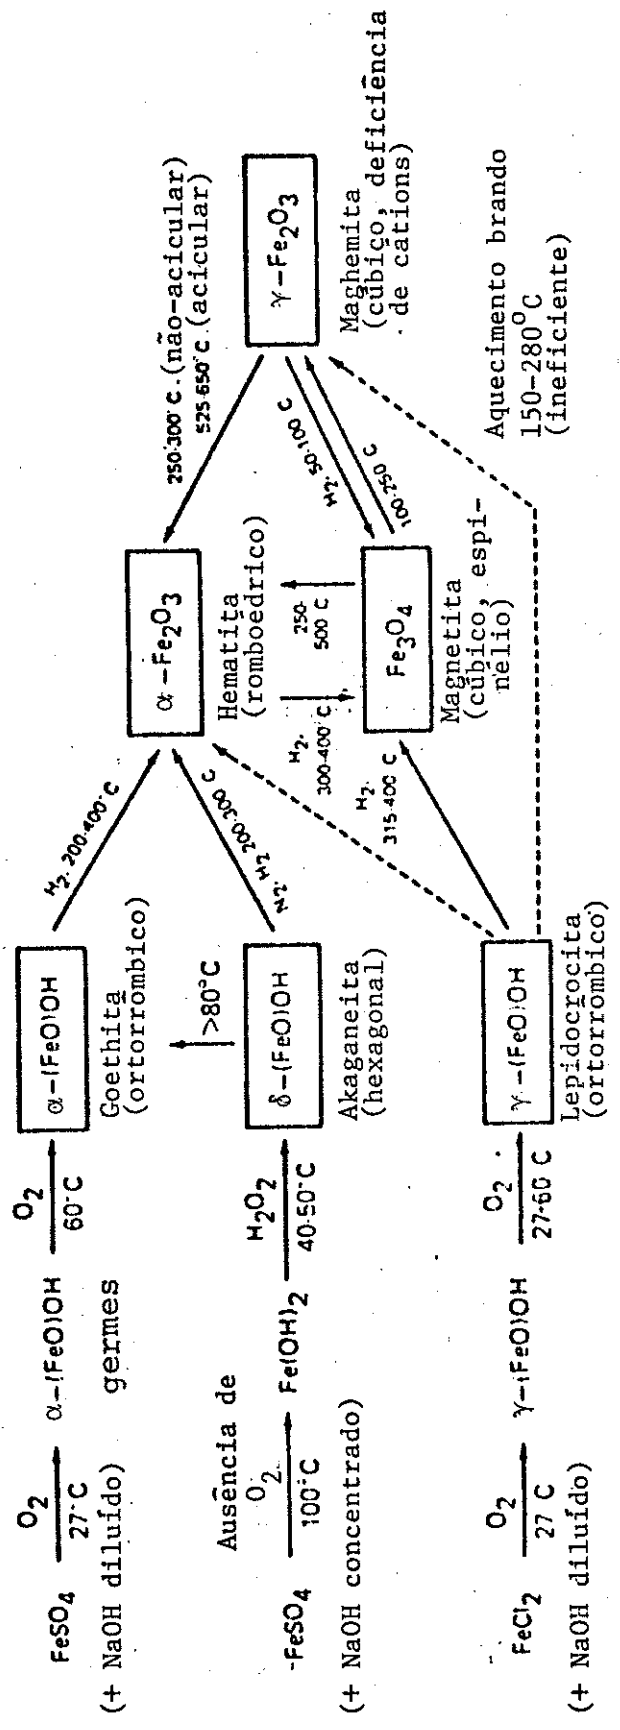 FeSO₄
O₂
27°C
(+ NaOH diluído)
α-(FeO)OH
germes
O₂
60°C
α-(FeO)OH
Goethita
(ortorrômbico)
H₂. 200-400°C
-FeSO₄
Ausência de
O₂
100°C
(+ NaOH concentrado)
Fe(OH)₂
H₂O₂
40-50°C
δ-(FeO)OH
Akaganeita
(hexagonal)
>80°C
N₂. H₂ 200-300 C
FeCl₂
O₂
27 C
(+ NaOH diluído)
γ-(FeO)OH
O₂
27-60 C
γ-(FeO)OH
Lepidocrocita
(ortorrômbico)
H₂.
315-400 C
α-Fe₂O₃
Hematita
(romboédrico)
H₂.
300-400°C
250-
500 C
Fe₃O₄
Magnetita
(cúbico, espi-
nélio)
250-300°C.(não-acicular)
525-650°C.(acicular)
H₂. 50-100 C
100-250 C
γ-Fe₂O₃
Maghemita
(cúbico, deficiência
de cátions)
Aquecimento brando
150-280°C
(ineficiente)